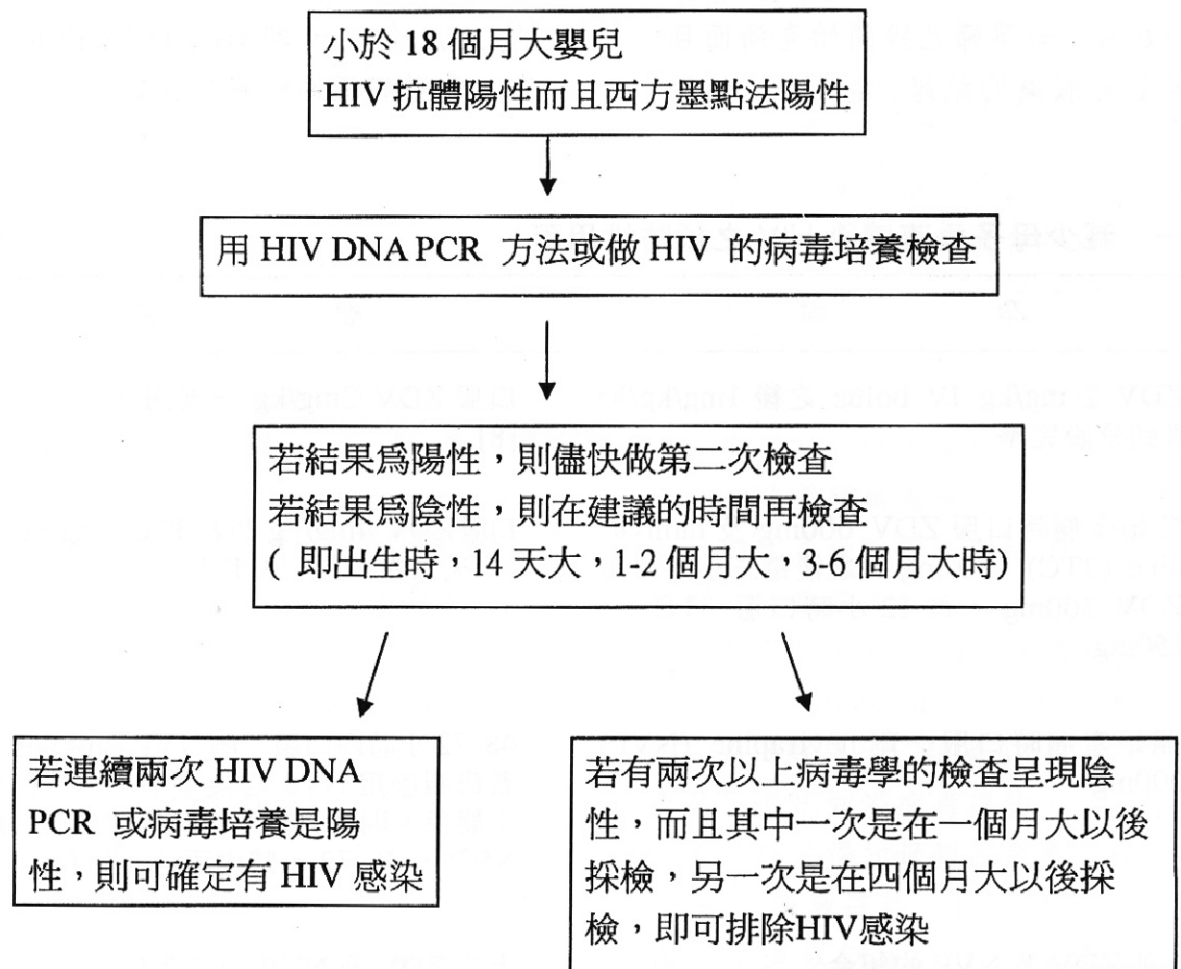 小於 18 個月大嬰兒
HIV 抗體陽性而且西方墨點法陽性
用 HIV DNA PCR 方法或做 HIV 的病毒培養檢查
若結果爲陽性，則儘快做第二次檢查
若結果爲陰性，則在建議的時間再檢查
( 即出生時，14 天大，1-2 個月大，3-6 個月大時)
若連續兩次 HIV DNA
PCR 或病毒培養是陽
性，則可確定有 HIV 感染
若有兩次以上病毒學的檢查呈現陰
性，而且其中一次是在一個月大以後
採檢，另一次是在四個月大以後採
檢，即可排除HIV感染